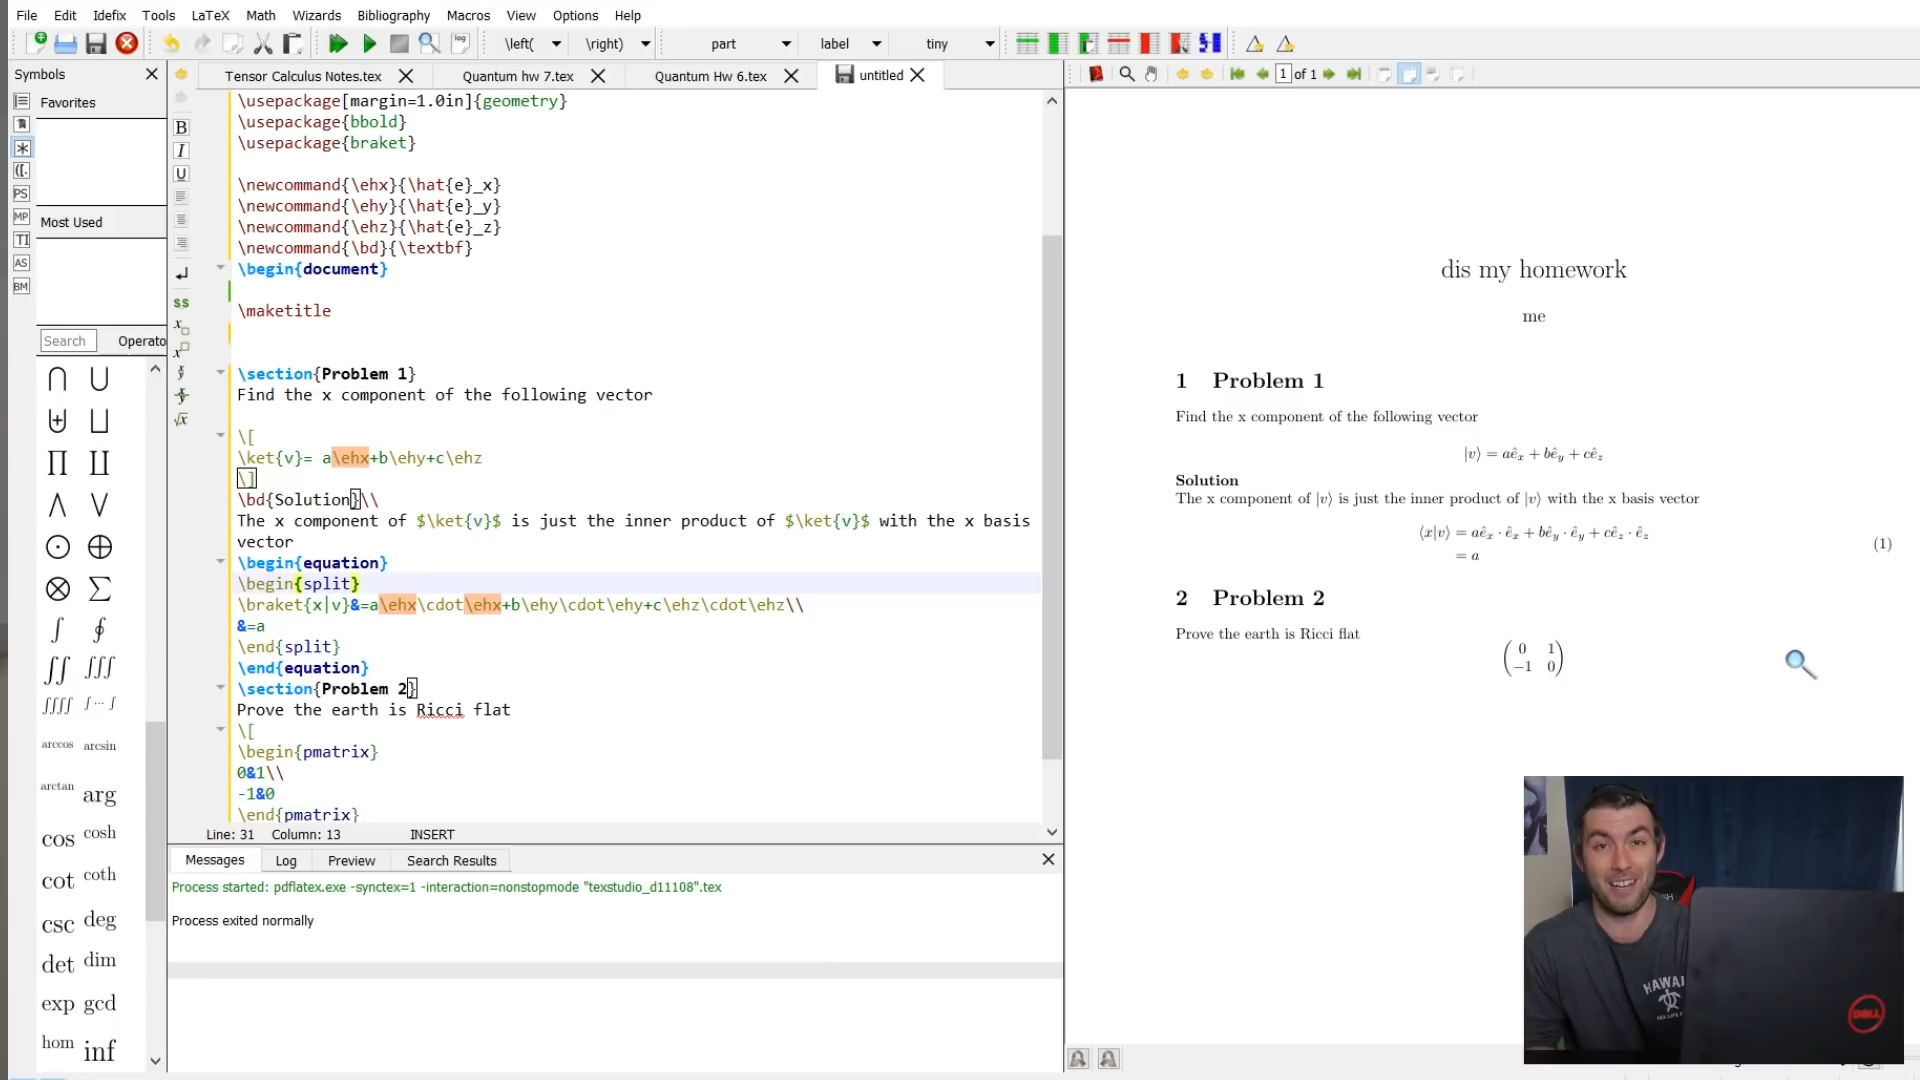 File Edit Idefix Tools LaTeX Math Wizards Bibliography Macros View Options Help
log \left( \right) part label tiny
Symbols
Tensor Calculus Notes.tex Quantum hw 7.tex Quantum Hw 6.tex untitled
1 of 1
Favorites
Most Used
Search Operato
PS
MP
TI
AS
BM
B
I
U
$$
∩ ∪
⊎ ⊔
∏ ∐
∧ ∨
⊙ ⊕
⊗ ∑
∫ ∮
∬ ∭
⨌ ∫⋯∫
arccos arcsin
arctan arg
cos cosh
cot coth
csc deg
det dim
exp gcd
hom inf
\usepackage[margin=1.0in]{geometry}
\usepackage{bbold}
\usepackage{braket}
\newcommand{\ehx}{\hat{e}_x}
\newcommand{\ehy}{\hat{e}_y}
\newcommand{\ehz}{\hat{e}_z}
\newcommand{\bd}{\textbf}
\begin{document}
\maketitle
\section{Problem 1}
Find the x component of the following vector
\[
\ket{v}= a\ehx+b\ehy+c\ehz
\]
\bd{Solution}\\
The x component of $\ket{v}$ is just the inner product of $\ket{v}$ with the x basis
vector
\begin{equation}
\begin{split}
\braket{x|v}&=a\ehx\cdot\ehx+b\ehy\cdot\ehy+c\ehz\cdot\ehz\\
&=a
\end{split}
\end{equation}
\section{Problem 2}
Prove the earth is Ricci flat
\[
\begin{pmatrix}
0&1\\
-1&0
\end{pmatrix}
Line: 31 Column: 13 INSERT
Messages Log Preview Search Results
Process started: pdflatex.exe -synctex=1 -interaction=nonstopmode "texstudio_d11108".tex
Process exited normally
dis my homework
me
1 Problem 1
Find the x component of the following vector
|v⟩ = aêₓ + bê_y + cê_z
Solution
The x component of |v⟩ is just the inner product of |v⟩ with the x basis vector
⟨x|v⟩ = aêₓ · êₓ + bê_y · ê_y + cê_z · ê_z
= a
(1)
2 Problem 2
Prove the earth is Ricci flat
0 1
−1 0
HAWAI
DELL